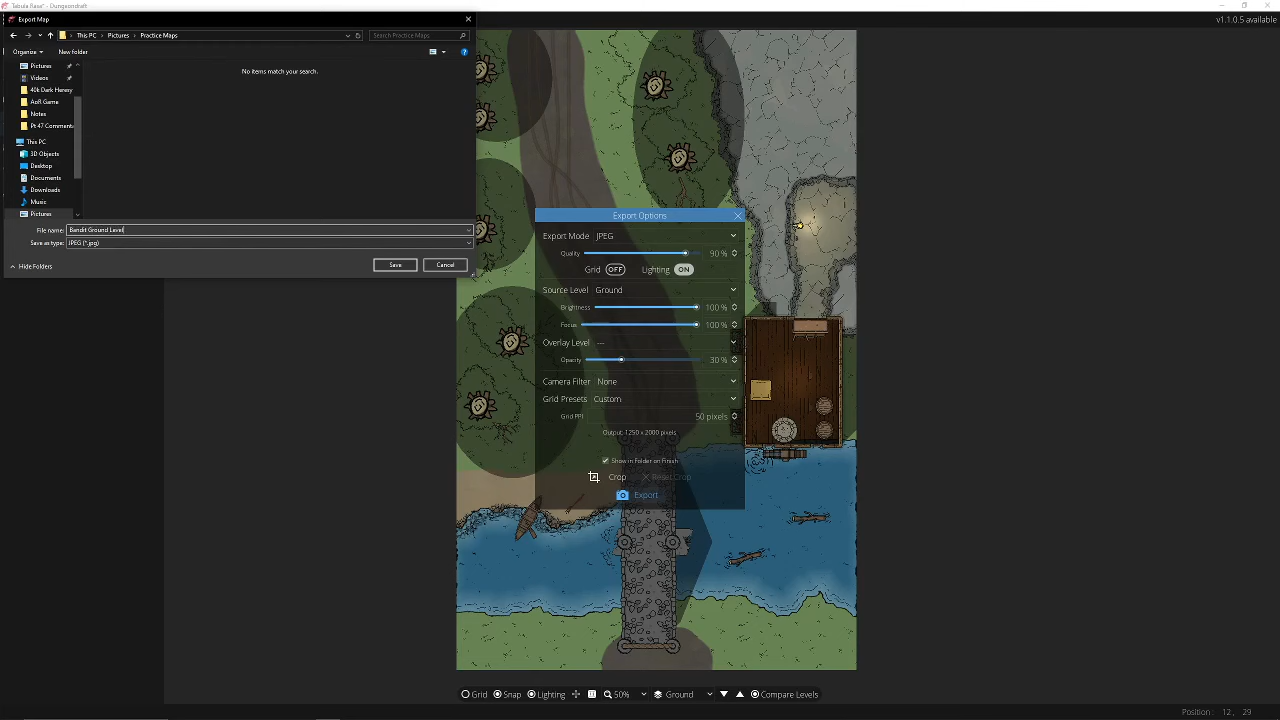 Tabula Rasa* - Dungeondraft
Export Map
v1.1.0.5 available
This PC > Pictures > Practice Maps
Search Practice Maps
Organize
New folder
No items match your search.
Pictures
Videos
40k Dark Heresy
AoR Game
Notes
Pt 47 Comments
This PC
3D Objects
Desktop
Documents
Downloads
Music
Pictures
File name: Bandit Ground Level
Save as type: JPEG (*.jpg)
Hide Folders
Save
Cancel
Export Options
Export Mode JPEG
Quality 90 %
Grid OFF Lighting ON
Source Level Ground
Brightness 100 %
Focus 100 %
Overlay Level ---
Opacity 30 %
Camera Filter None
Grid Presets Custom
Grid PPI 50 pixels
Output: 1250 x 2000 pixels
Show in Folder on Finish
Crop Reset Crop
Export
Grid Snap Lighting 50% Ground Compare Levels
Position: 12, 29